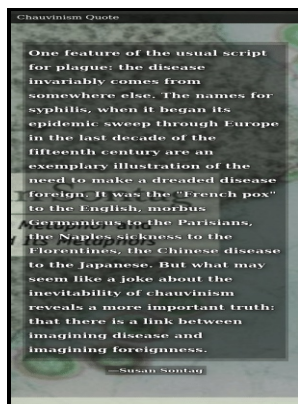 Chauvinism Quote
One feature of the usual script
for plague: the disease
invariably comes from
somewhere else. The names for
syphilis, when it began its
epidemic sweep through Europe
in the last decade of the
fifteenth century are an
exemplary illustration of the
need to make a dreaded disease
foreign. It was the "French pox"
to the English, morbus
Germanicus to the Parisians,
the Naples sickness to the
Florentines, the Chinese disease
to the Japanese. But what may
seem like a joke about the
inevitability of chauvinism
reveals a more important truth:
that there is a link between
imagining disease and
imagining foreignness.
—Susan Sontag
n Sontag
Metaphor and
Its Metaphors